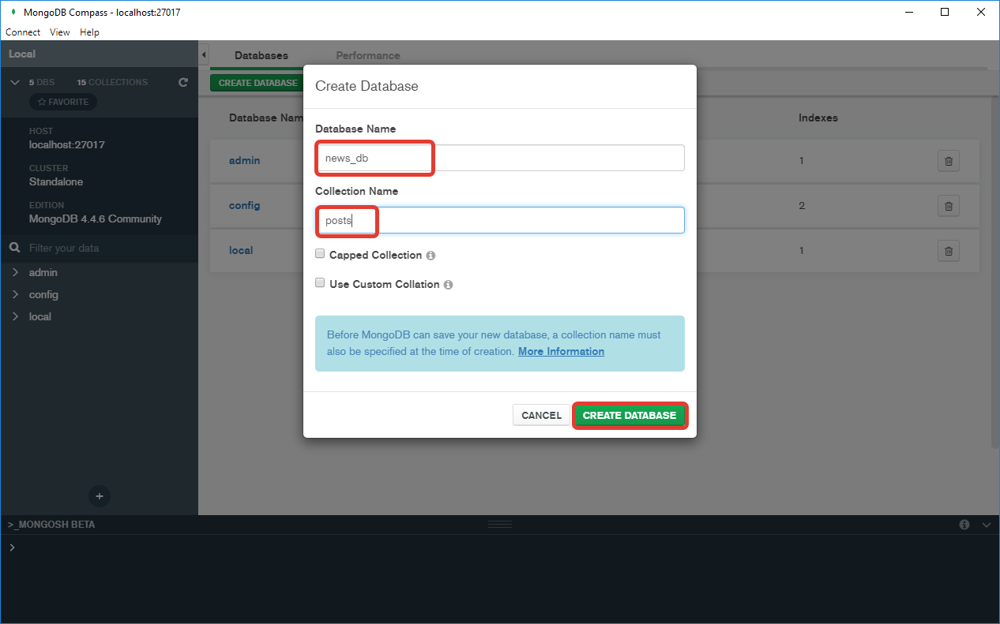 MongoDB Compass - localhost:27017
Connect View Help
Local
Databases Performance
5 DBS 15 COLLECTIONS
CREATE DATABASE
FAVORITE
HOST
localhost:27017
CLUSTER
Standalone
EDITION
MongoDB 4.4.6 Community
Filter your data
admin
config
local
Database Nam
Indexes
admin 1
config 2
local 1
Create Database
Database Name
news_db
Collection Name
posts
Capped Collection
Use Custom Collation
Before MongoDB can save your new database, a collection name must
also be specified at the time of creation. More Information
CANCEL CREATE DATABASE
>_MONGOSH BETA
>